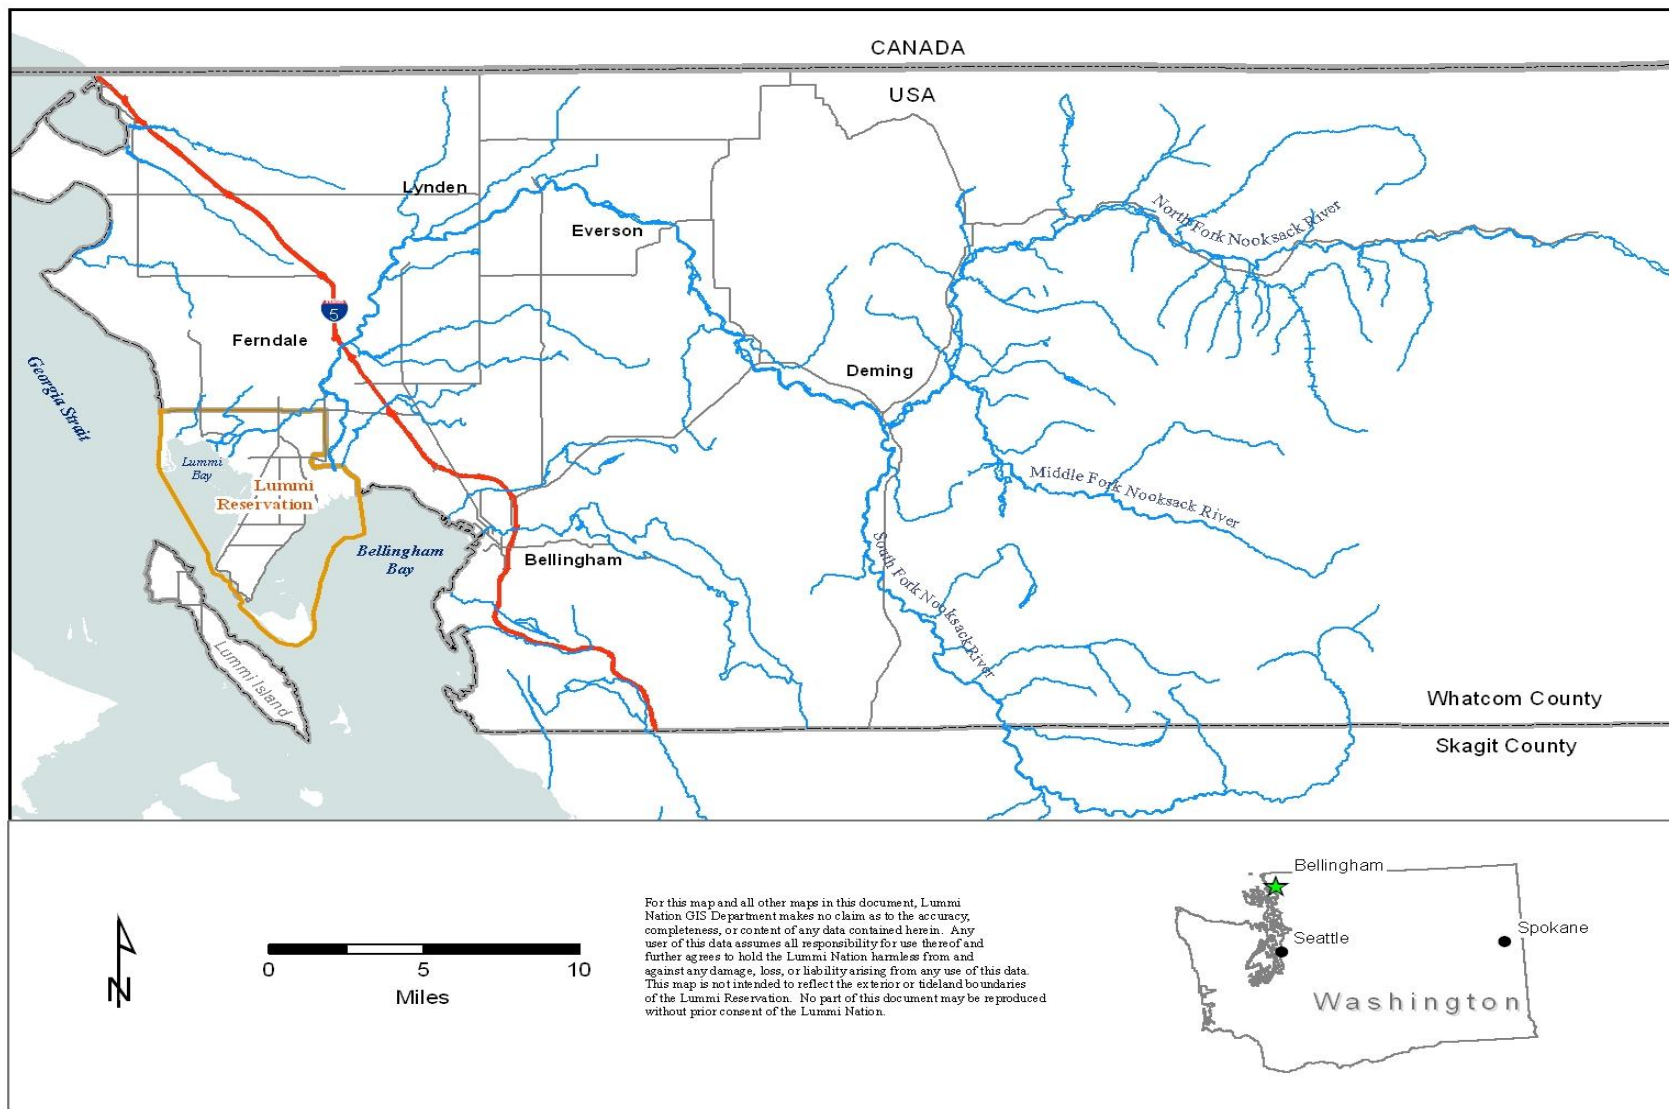 CANADA
USA
Lynden
Everson
North Fork Nooksack River
5
Ferndale
Georgia Strait
Deming
Lummi
Bay
Lummi
Reservation
Middle Fork Nooksack River
Bellingham
Bay
Bellingham
South Fork Nooksack River
Lummi Island
Whatcom County
Skagit County
N
0
5
10
Miles
For this map and all other maps in this document, Lummi
Nation GIS Department makes no claim as to the accuracy,
completeness, or content of any data contained herein. Any
user of this data assumes all responsibility for use thereof and
further agrees to hold the Lummi Nation harmless from and
against any damage, loss, or liability arising from any use of this data.
This map is not intended to reflect the exterior or tideland boundaries
of the Lummi Reservation. No part of this document may be reproduced
without prior consent of the Lummi Nation.
Bellingham
Seattle
Spokane
Washington